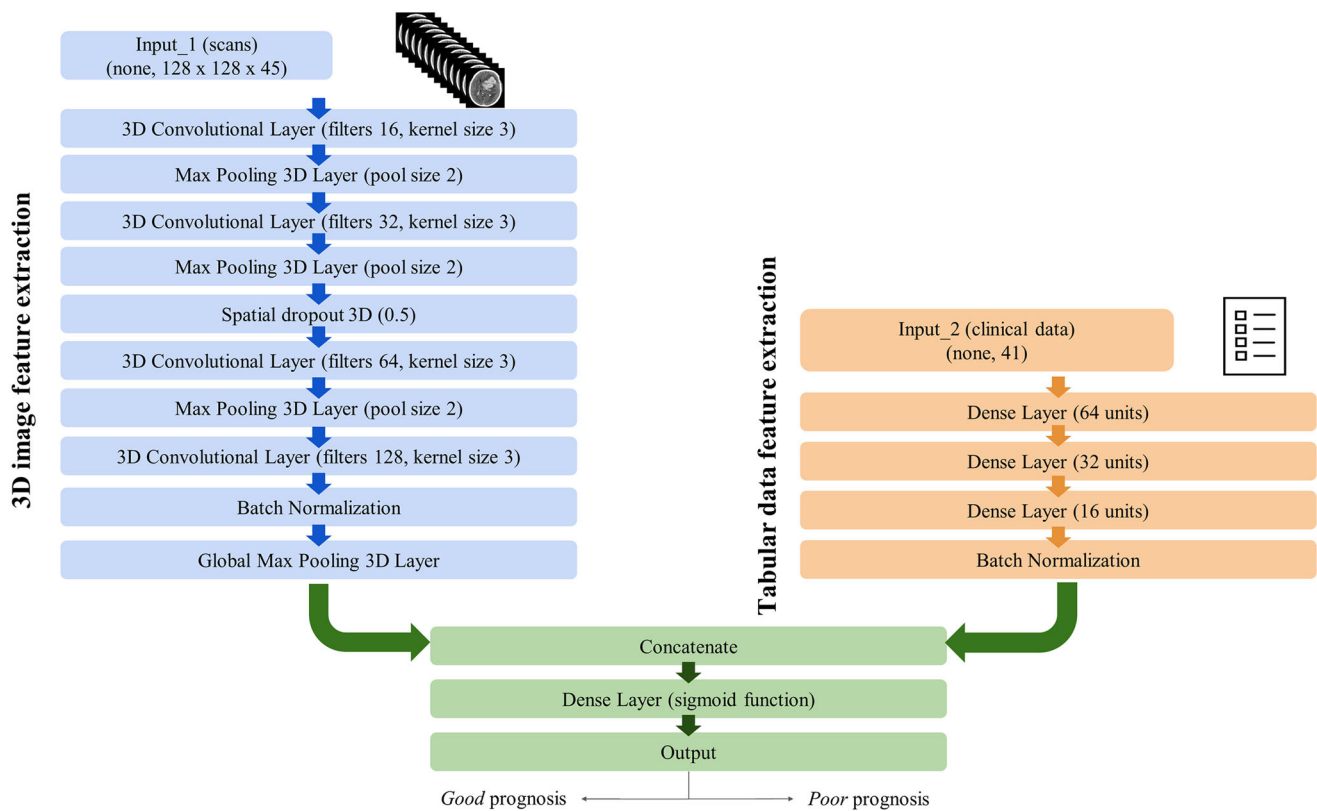 3D image feature extraction
Input_1 (scans)
(none, 128 x 128 x 45)
3D Convolutional Layer (filters 16, kernel size 3)
Max Pooling 3D Layer (pool size 2)
3D Convolutional Layer (filters 32, kernel size 3)
Max Pooling 3D Layer (pool size 2)
Spatial dropout 3D (0.5)
3D Convolutional Layer (filters 64, kernel size 3)
Max Pooling 3D Layer (pool size 2)
3D Convolutional Layer (filters 128, kernel size 3)
Batch Normalization
Global Max Pooling 3D Layer
Tabular data feature extraction
Input_2 (clinical data)
(none, 41)
Dense Layer (64 units)
Dense Layer (32 units)
Dense Layer (16 units)
Batch Normalization
Concatenate
Dense Layer (sigmoid function)
Output
Good prognosis
Poor prognosis